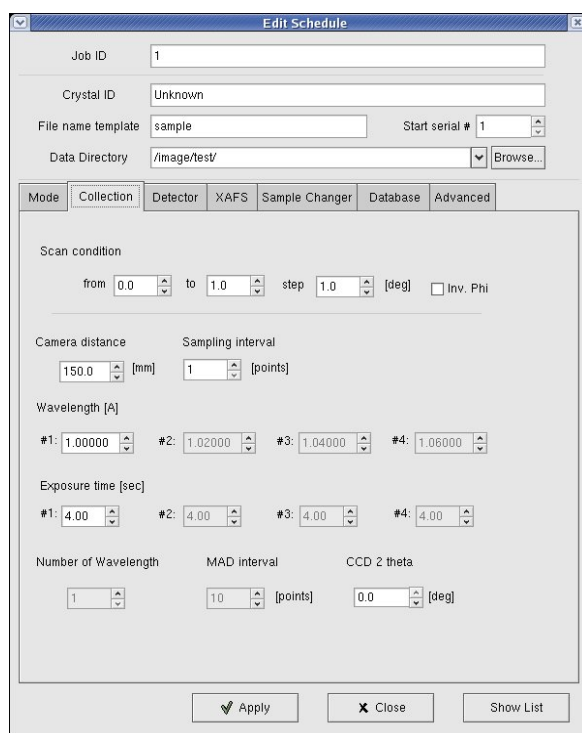 Edit Schedule
Job ID 1
Crystal ID Unknown
File name template sample Start serial # 1
Data Directory /image/test/ Browse...
Mode Collection Detector XAFS Sample Changer Database Advanced
Scan condition
from 0.0 to 1.0 step 1.0 [deg] Inv. Phi
Camera distance Sampling interval
150.0 [mm] 1 [points]
Wavelength [A]
#1: 1.00000 #2: 1.02000 #3: 1.04000 #4: 1.06000
Exposure time [sec]
#1: 4.00 #2: 4.00 #3: 4.00 #4: 4.00
Number of Wavelength MAD interval CCD 2 theta
1 10 [points] 0.0 [deg]
Apply Close Show List